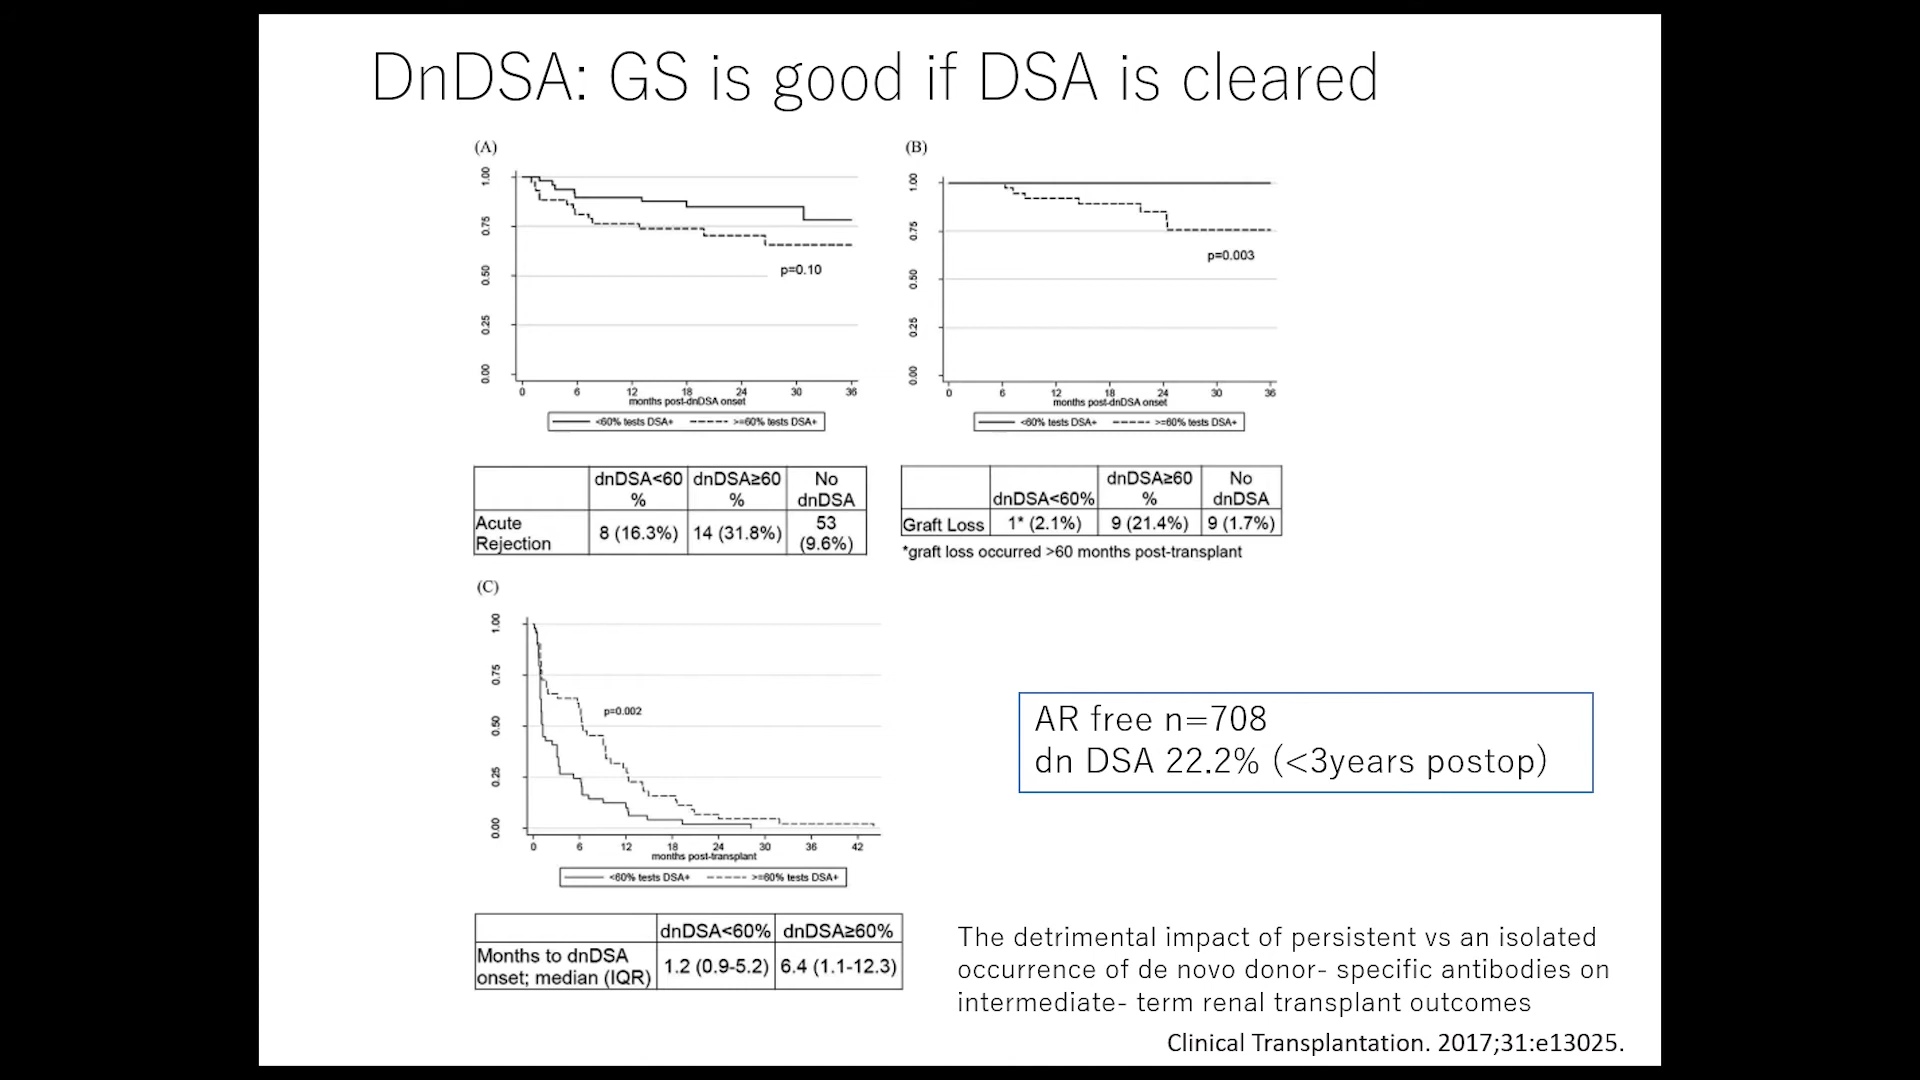 DnDSA: GS is good if DSA is cleared
(A)
1.00
0.75
0.50
0.25
0.00
p=0.10
0 6 12 18 24 30 36
months post-dnDSA onset
<60% tests DSA+ >=60% tests DSA+
(B)
1.00
0.75
0.50
0.25
0.00
p=0.003
0 6 12 18 24 30 36
months post-dnDSA onset
<60% tests DSA+ >=60% tests DSA+
dnDSA<60 dnDSA≥60 No
% % dnDSA
Acute 53
Rejection 8 (16.3%) 14 (31.8%) (9.6%)
dnDSA≥60 No
dnDSA<60% % dnDSA
Graft Loss 1* (2.1%) 9 (21.4%) 9 (1.7%)
*graft loss occurred >60 months post-transplant
(C)
1.00
0.75
0.50
0.25
0.00
p=0.002
0 6 12 18 24 30 36 42
months post-transplant
<60% tests DSA+ >=60% tests DSA+
AR free n=708
dn DSA 22.2% (<3years postop)
dnDSA<60% dnDSA≥60%
Months to dnDSA
onset; median (IQR) 1.2 (0.9-5.2) 6.4 (1.1-12.3)
The detrimental impact of persistent vs an isolated
occurrence of de novo donor- specific antibodies on
intermediate- term renal transplant outcomes
Clinical Transplantation. 2017;31:e13025.